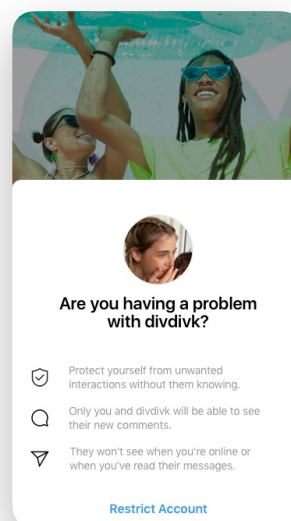 Are you having a problem
with divdivk?
Protect yourself from unwanted
interactions without them knowing.
Only you and divdivk will be able to see
their new comments.
They won't see when you're online or
when you've read their messages.
Restrict Account